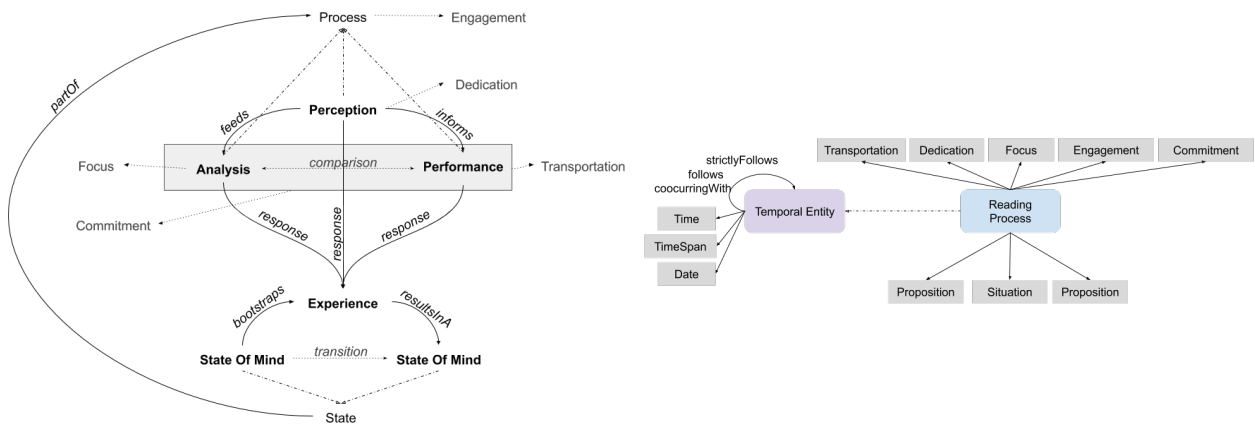 Process
Engagement
partOf
Dedication
Perception
feeds
informs
Focus
Analysis
comparison
Performance
Transportation
Commitment
response
response
response
Experience
bootstraps
resultsInA
State Of Mind
transition
State Of Mind
State
strictlyFollows
follows
coocurringWith
Temporal Entity
Time
TimeSpan
Date
Transportation
Dedication
Focus
Engagement
Commitment
Reading
Process
Proposition
Situation
Proposition